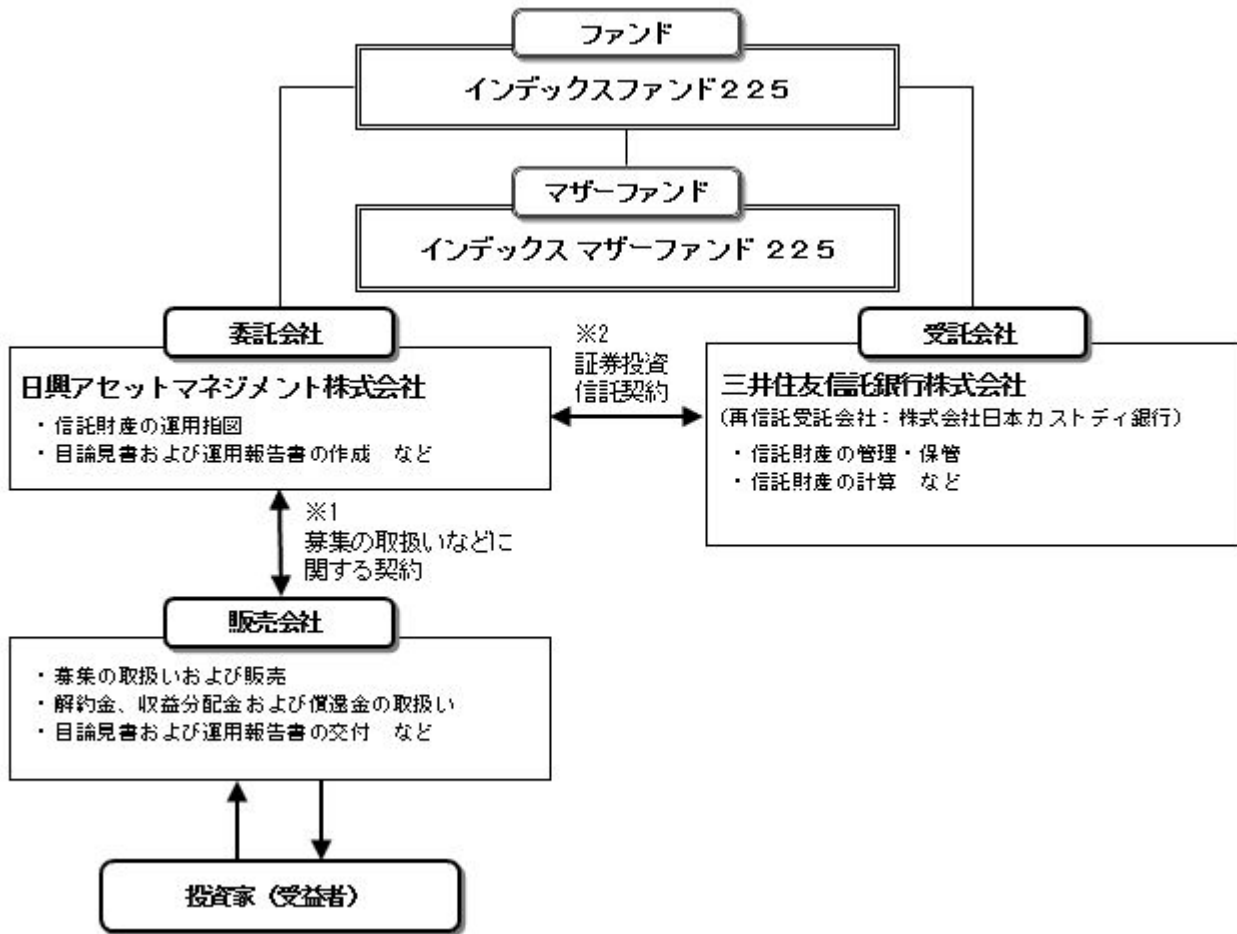 ファンド
インデックスファンド２２５
マザーファンド
インデックス マザーファンド ２２５
委託会社
日興アセットマネジメント株式会社
・信託財産の運用指図
・目論見書および運用報告書の作成　など
※2
証券投資
信託契約
受託会社
三井住友信託銀行株式会社
（再信託受託会社：株式会社日本カストディ銀行）
・信託財産の管理・保管
・信託財産の計算　など
※1
募集の取扱いなどに
関する契約
販売会社
・募集の取扱いおよび販売
・解約金、収益分配金および償還金の取扱い
・目論見書および運用報告書の交付　など
投資家（受益者）